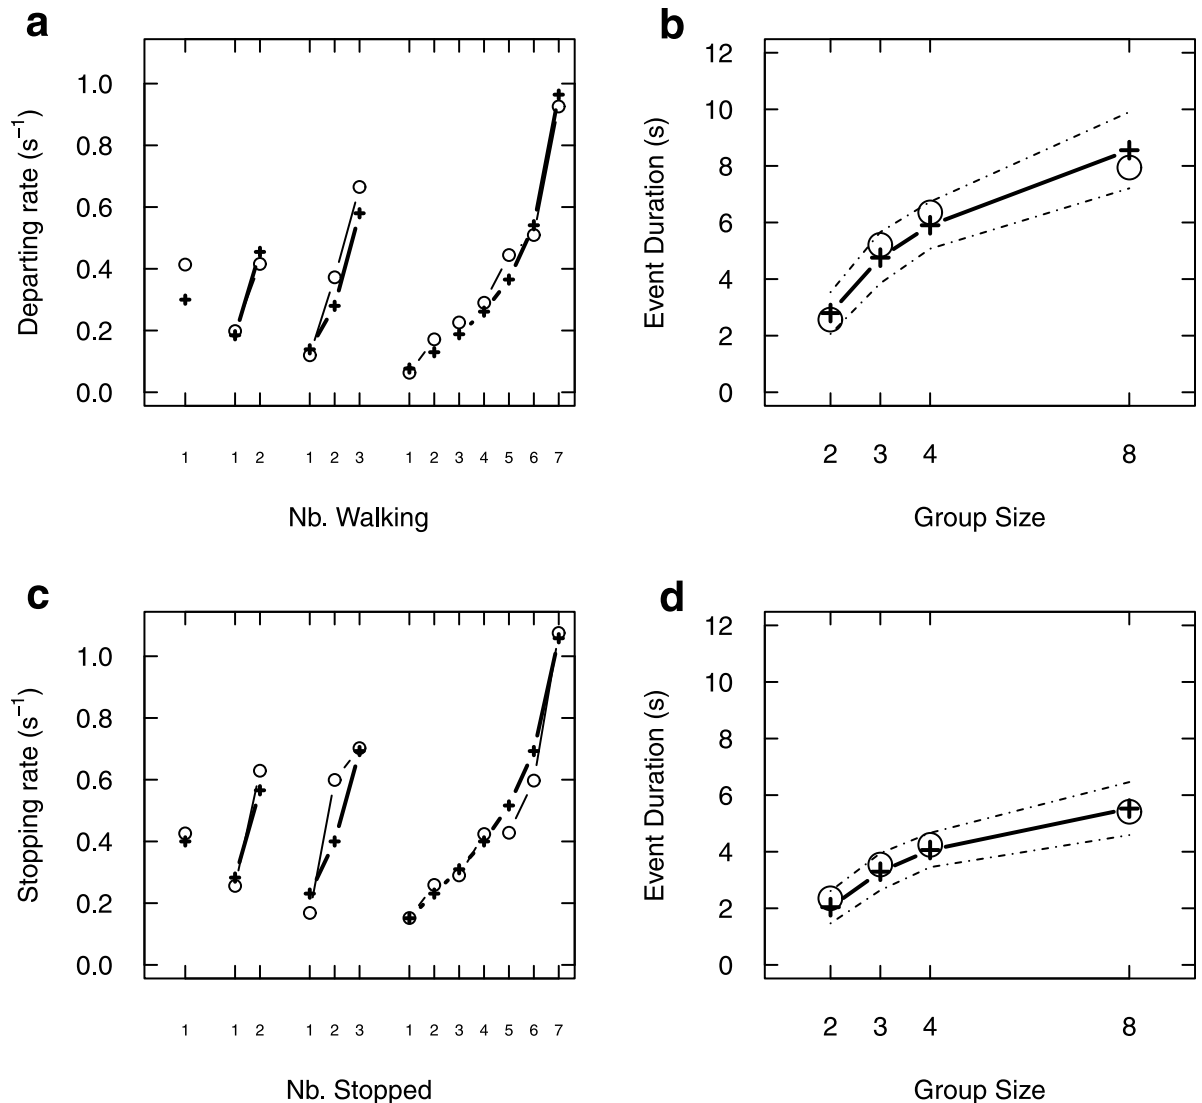 a
Departing rate (s⁻¹)
1.0
0.8
0.6
0.4
0.2
0.0
1 1 2 1 2 3 1 2 3 4 5 6 7
Nb. Walking
b
Event Duration (s)
12
10
8
6
4
2
0
2 3 4 8
Group Size
c
Stopping rate (s⁻¹)
1.0
0.8
0.6
0.4
0.2
0.0
1 1 2 1 2 3 1 2 3 4 5 6 7
Nb. Stopped
d
Event Duration (s)
12
10
8
6
4
2
0
2 3 4 8
Group Size